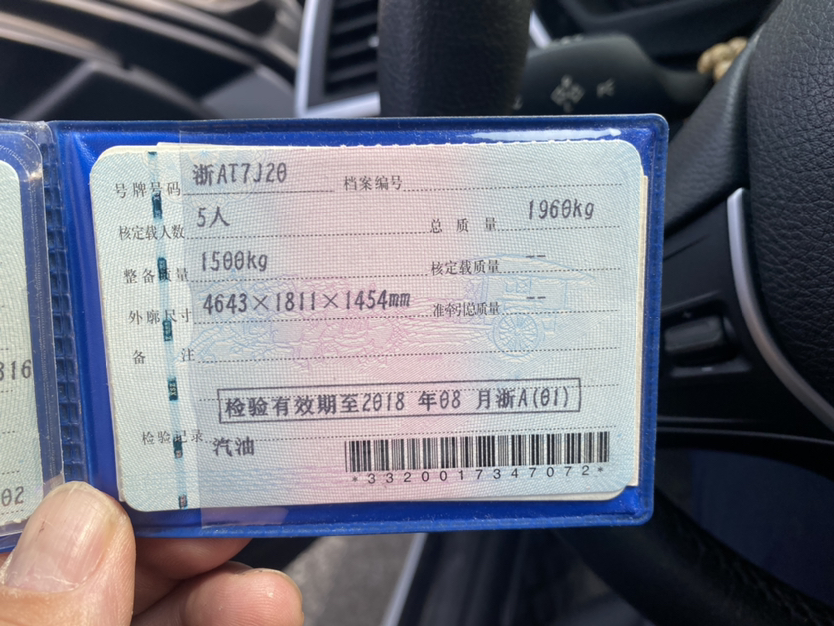 号牌号码 浙AT7J20 档案编号
核定载人数 5人 总质量 1960kg
整备质量 1500kg 核定载质量 --
外廓尺寸 4643×1811×1454mm 准牵引总质量 --
备注
检验有效期至2018 年08 月浙A(01)
检验记录 汽油
*3320017347072*
816
02